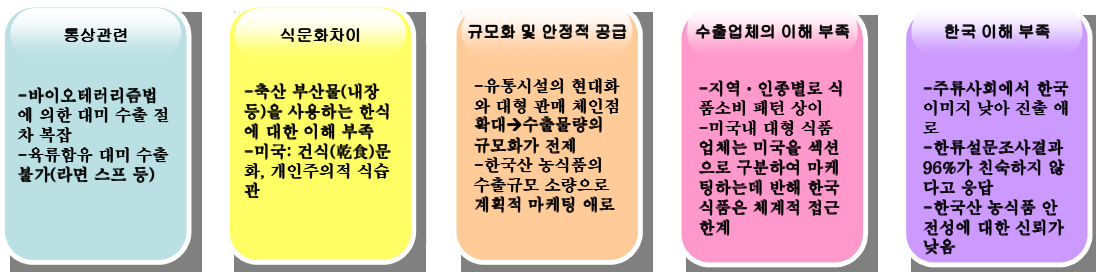 통상관련
-바이오테러리즘법
에 의한 대미 수출 절
차 복잡
-육류함유 대미 수출
불가(라면 스프 등)
식문화차이
-축산 부산물(내장
등)을 사용하는 한식
에 대한 이해 부족
-미국: 건식(乾食)문
화, 개인주의적 식습
관
규모화 및 안정적 공급
-유통시설의 현대화
와 대형 판매 체인점
확대→수출물량의
규모화가 전제
-한국산 농식품의
수출규모 소량으로
계획적 마케팅 애로
수출업체의 이해 부족
-지역·인종별로 식
품소비 패턴 상이
-미국내 대형 식품
업체는 미국을 섹션
으로 구분하여 마케
팅하는데 반해 한국
식품은 체계적 접근
한계
한국 이해 부족
-주류사회에서 한국
이미지 낮아 진출 애
로
-한류설문조사결과
96%가 친숙하지 않
다고 응답
-한국산 농식품 안
전성에 대한 신뢰가
낮음